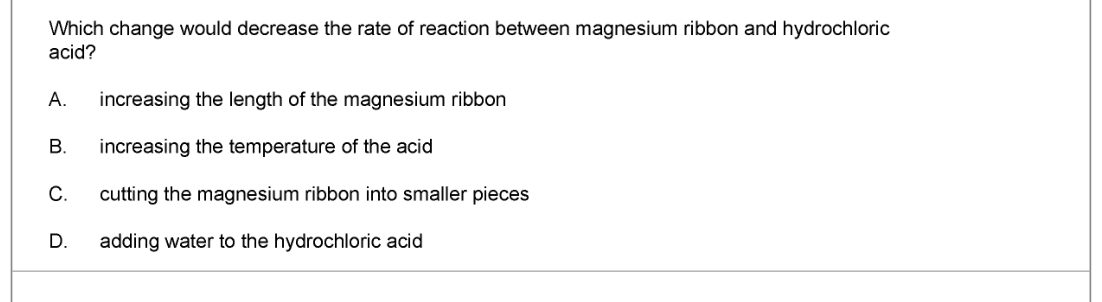 Which change would decrease the rate of reaction between magnesium ribbon and hydrochloric
acid?
A. increasing the length of the magnesium ribbon
B. increasing the temperature of the acid
C. cutting the magnesium ribbon into smaller pieces
D. adding water to the hydrochloric acid